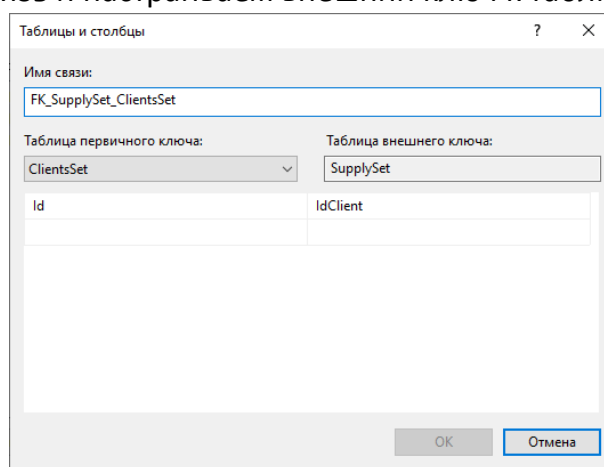 Таблицы и столбцы ? ×
Имя связи:
FK_SupplySet_ClientsSet
Таблица первичного ключа: Таблица внешнего ключа:
ClientsSet SupplySet
Id IdClient
OK Отмена